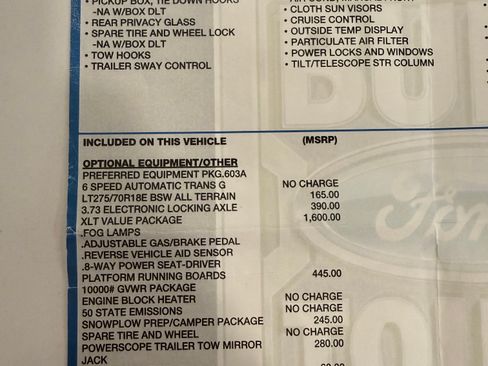 • PICKUP BOX, TIE DOWN HOOKS
-NA W/BOX DLT
• REAR PRIVACY GLASS
• SPARE TIRE AND WHEEL LOCK
-NA W/BOX DLT
• TOW HOOKS
• TRAILER SWAY CONTROL
• CLOTH SUN VISORS
• CRUISE CONTROL
• OUTSIDE TEMP DISPLAY
• PARTICULATE AIR FILTER
• POWER LOCKS AND WINDOWS
• TILT/TELESCOPE STR COLUMN
INCLUDED ON THIS VEHICLE (MSRP)
OPTIONAL EQUIPMENT/OTHER
PREFERRED EQUIPMENT PKG.603A
6 SPEED AUTOMATIC TRANS G NO CHARGE
LT275/70R18E BSW ALL TERRAIN 165.00
3.73 ELECTRONIC LOCKING AXLE 390.00
XLT VALUE PACKAGE 1,600.00
.FOG LAMPS
.ADJUSTABLE GAS/BRAKE PEDAL
.REVERSE VEHICLE AID SENSOR
.8-WAY POWER SEAT-DRIVER
PLATFORM RUNNING BOARDS 445.00
10000# GVWR PACKAGE
ENGINE BLOCK HEATER NO CHARGE
50 STATE EMISSIONS NO CHARGE
SNOWPLOW PREP/CAMPER PACKAGE 245.00
SPARE TIRE AND WHEEL NO CHARGE
POWERSCOPE TRAILER TOW MIRROR 280.00
JACK
Ford